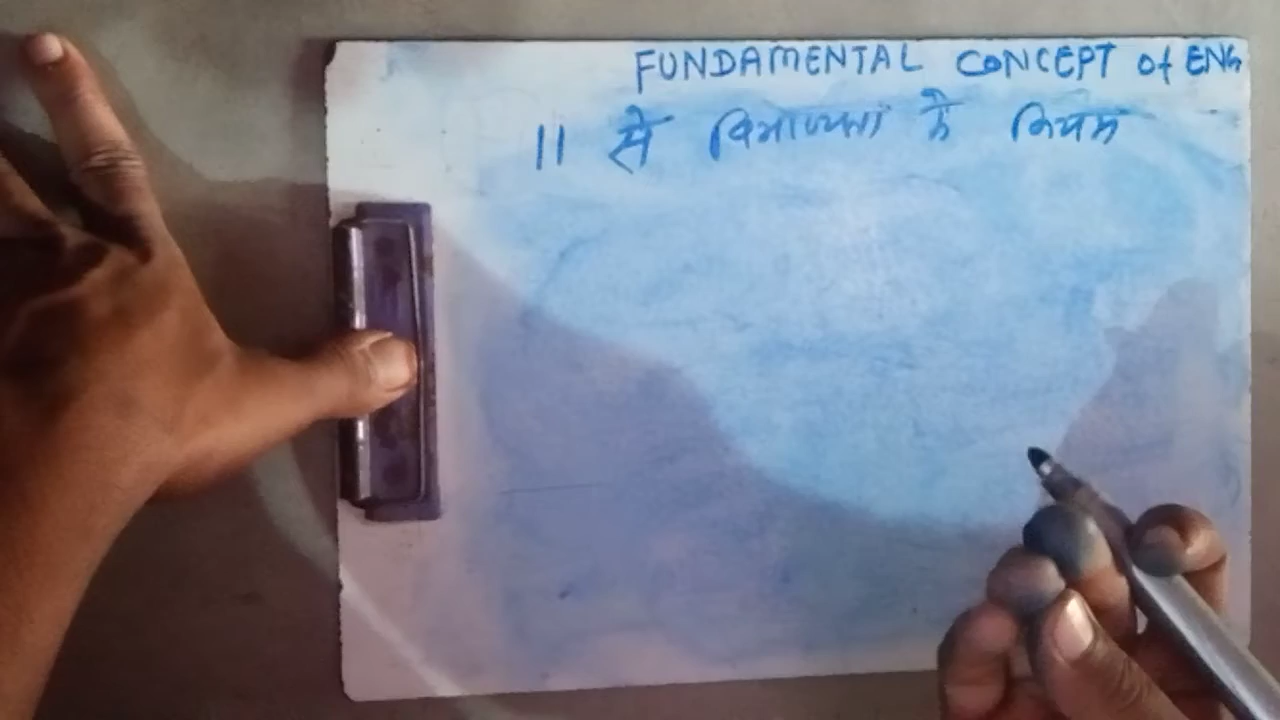 FUNDAMENTAL CONCEPT of ENG
11 से विभाज्यता के नियम